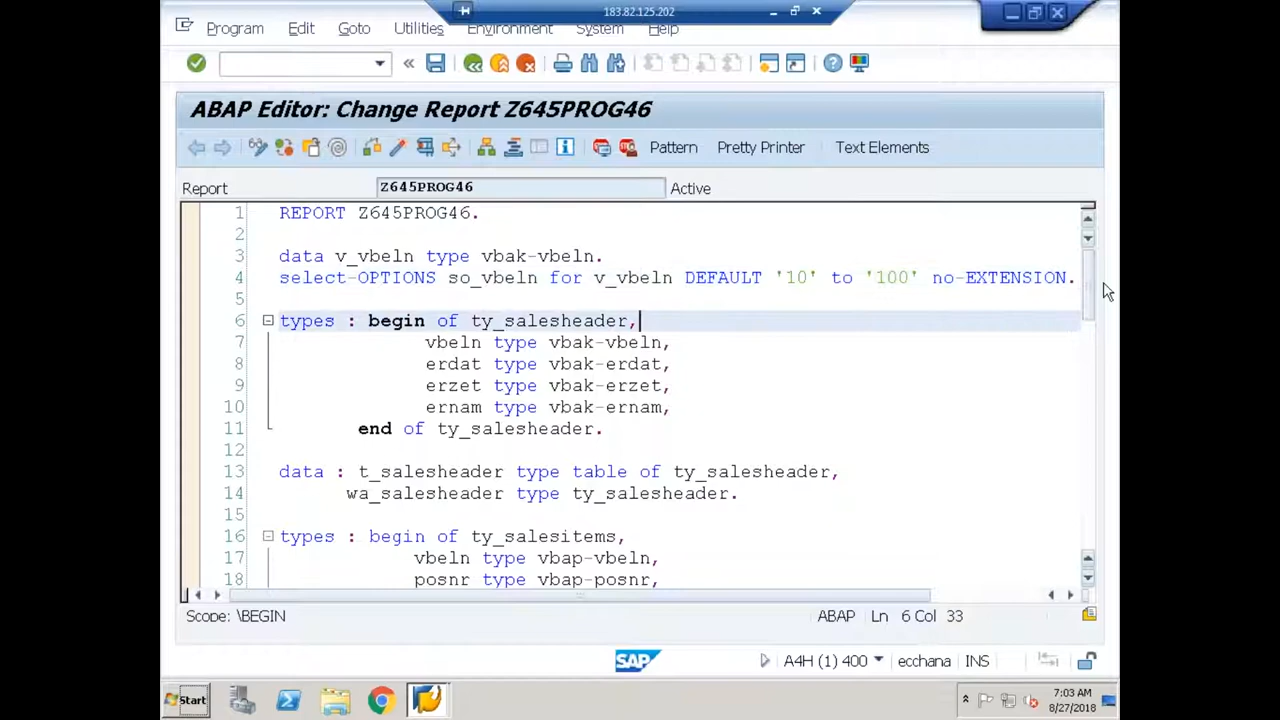 183.82.125.202
Program Edit Goto Utilities Environment System Help
ABAP Editor: Change Report Z645PROG46
Pattern Pretty Printer Text Elements
Report Z645PROG46 Active
1 REPORT Z645PROG46.
2
3 data v_vbeln type vbak-vbeln.
4 select-OPTIONS so_vbeln for v_vbeln DEFAULT '10' to '100' no-EXTENSION.
5
6 types : begin of ty_salesheader,
7 vbeln type vbak-vbeln,
8 erdat type vbak-erdat,
9 erzet type vbak-erzet,
10 ernam type vbak-ernam,
11 end of ty_salesheader.
12
13 data : t_salesheader type table of ty_salesheader,
14 wa_salesheader type ty_salesheader.
15
16 types : begin of ty_salesitems,
17 vbeln type vbap-vbeln,
18 posnr type vbap-posnr,
Scope: \BEGIN ABAP Ln 6 Col 33
SAP A4H (1) 400 ecchana INS
Start 7:03 AM
8/27/2018